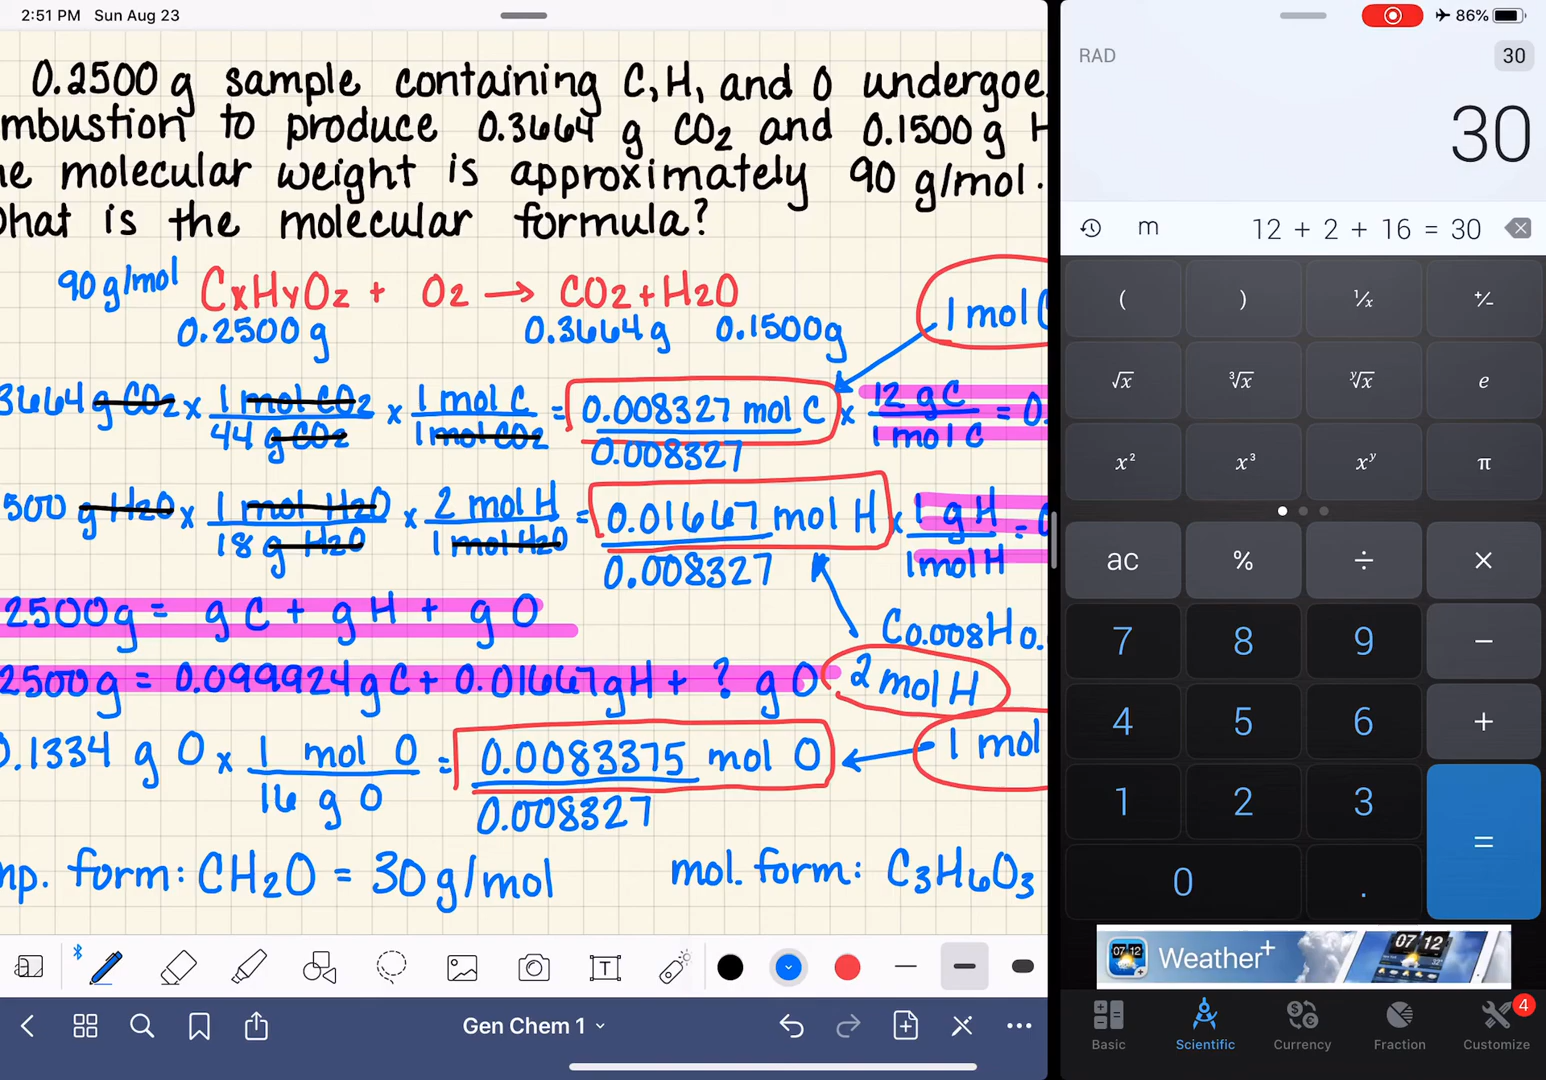 2:51 PM Sun Aug 23
0.2500 g sample containing C, H, and O undergoe
mbustion to produce 0.3664 g CO2 and 0.1500 g H
he molecular weight is approximately 90 g/mol.
hat is the molecular formula?
90 g/mol CxHyOz + O2 → CO2 + H2O
0.2500 g 0.3664 g 0.1500 g
1 mol C
3664 g CO2 x 1 mol CO2 / 44 g CO2 x 1 mol C / 1 mol CO2 = 0.008327 mol C x 12 g C / 1 mol C = 0.
0.008327
500 g H2O x 1 mol H2O / 18 g H2O x 2 mol H / 1 mol H2O = 0.01667 mol H x 1 g H / 1 mol H = 0
0.008327
2500 g = g C + g H + g O
C0.008H0.
2500 g = 0.099924 g C + 0.01667 g H + ? g O
2 mol H
0.1334 g O x 1 mol O / 16 g O = 0.0083375 mol O
1 mol
0.008327
mp. form: CH2O = 30 g/mol mol. form: C3H6O3
T
Gen Chem 1
86%
RAD 30
30
m 12 + 2 + 16 = 30
( ) 1/x +/-
√x ∛x ʸ√x e
x² x³ xʸ π
ac % ÷ ×
7 8 9 −
4 5 6 +
1 2 3 =
0 .
07 12 Weather+ 07 12
4
Basic Scientific Currency Fraction Customize